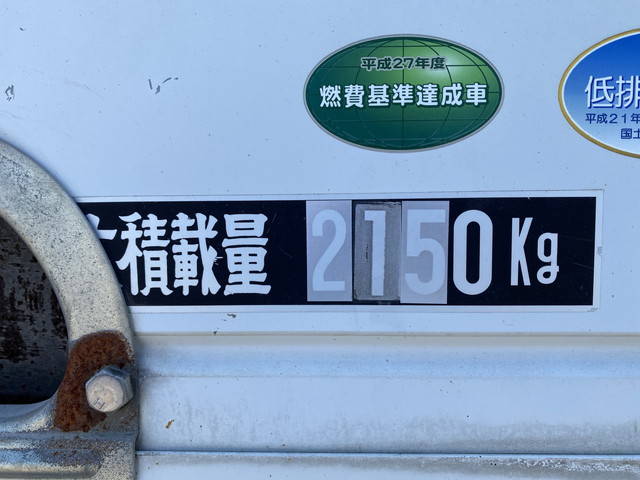 平成27年度
燃費基準達成車
低排
平成21年
国土
積載量 2150Kg